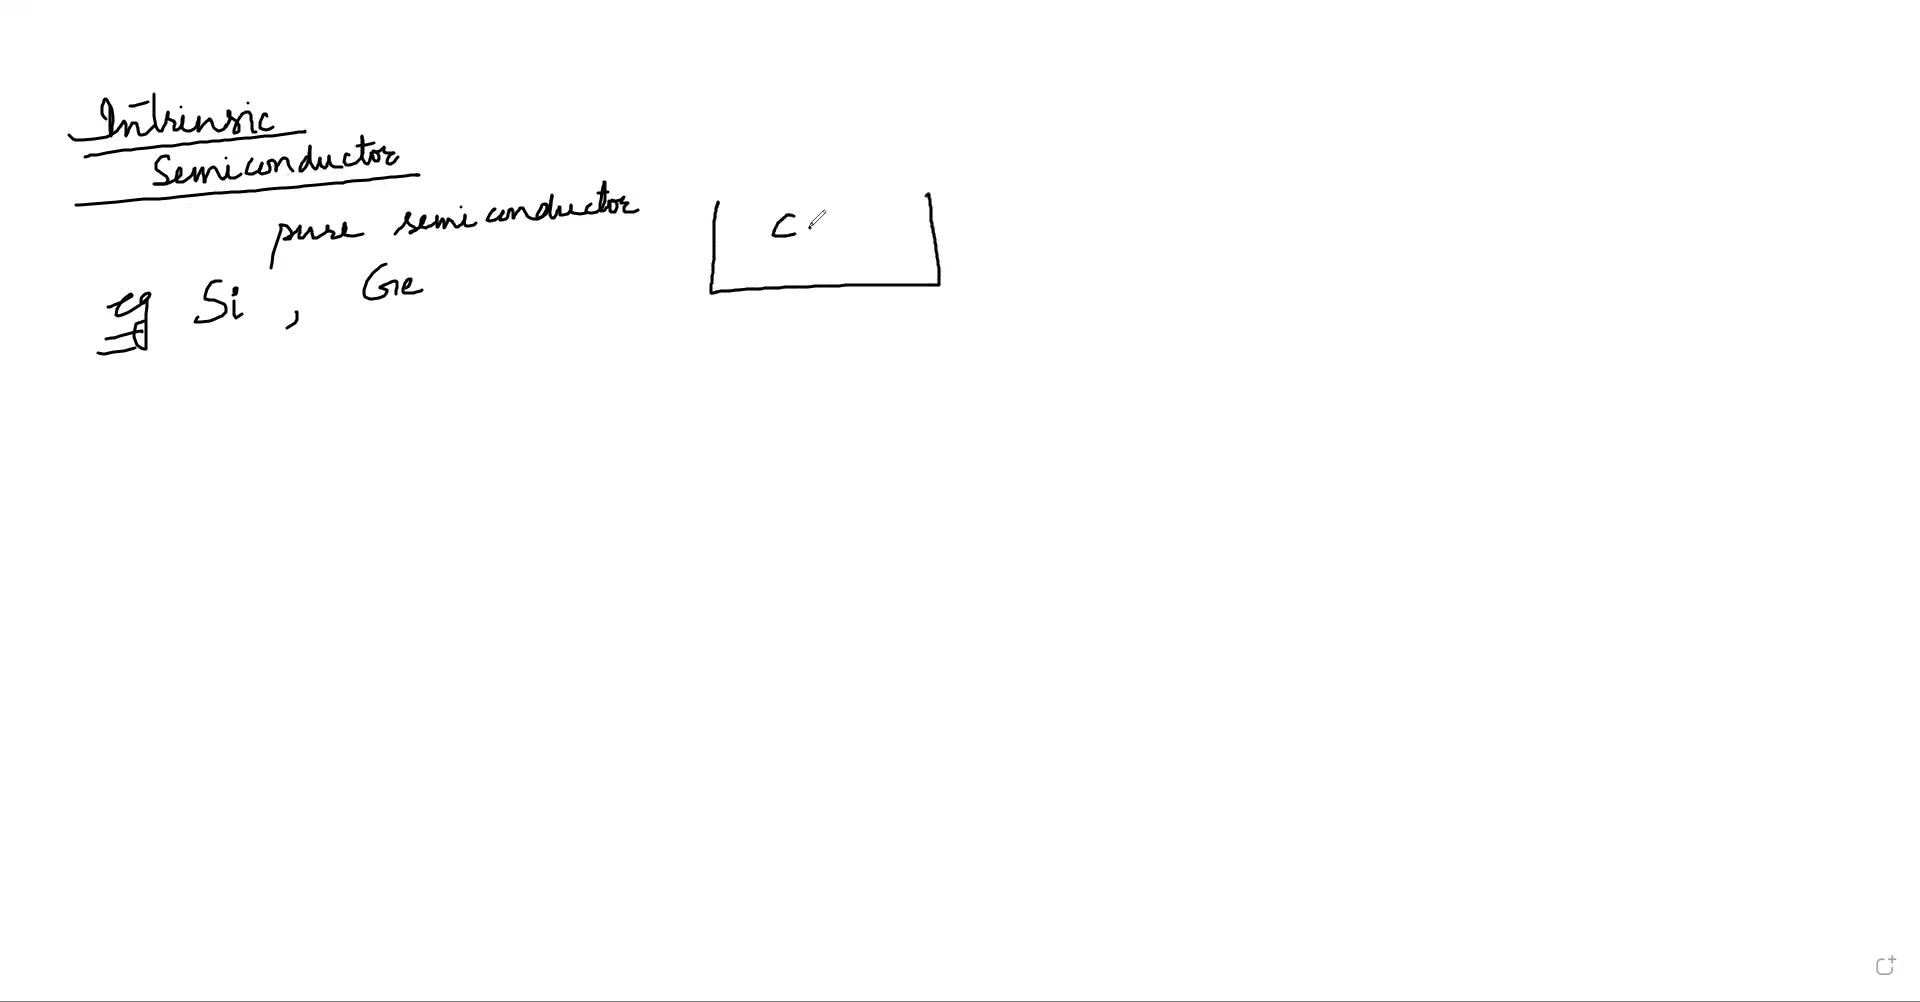 Intrinsic
Semiconductor
pure semiconductor
eg Si , Ge
C